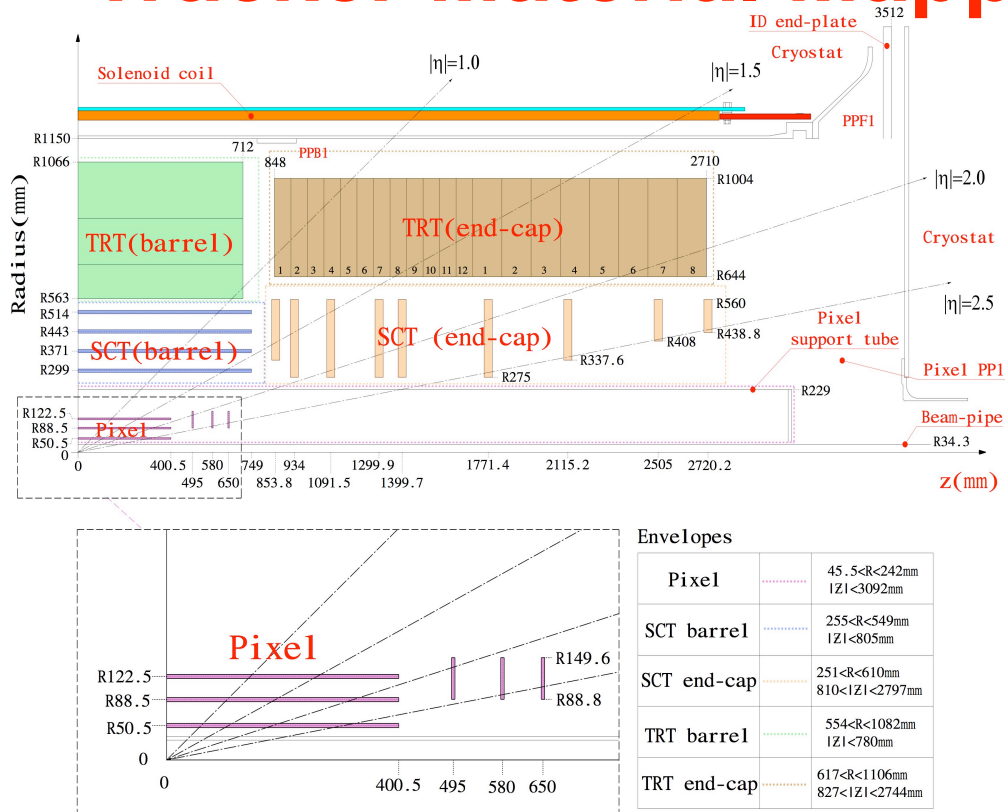 ID end-plate
3512
Cryostat
|η|=1.0
|η|=1.5
Solenoid coil
PPF1
R1150
712
PPB1
R1066
848
2710
R1004
|η|=2.0
Radius(mm)
TRT(barrel)
TRT(end-cap)
Cryostat
1 2 3 4 5 6 7 8 9 10 11 12 1 2 3 4 5 6 7 8
R644
R563
R514
R443
R371
R299
SCT(barrel)
SCT (end-cap)
R560
R438.8
R408
R337.6
R275
|η|=2.5
Pixel
support tube
Pixel PP1
R229
R122.5
R88.5
R50.5
0
Pixel
Beam-pipe
R34.3
0
400.5 580 749 934 1299.9 1771.4 2115.2 2505 2720.2
495 650 853.8 1091.5 1399.7
z(mm)
Pixel
R122.5
R88.5
R50.5
0
R149.6
R88.8
0
400.5 495 580 650
Envelopes
Pixel 45.5<R<242mm
|Z|<3092mm
SCT barrel 255<R<549mm
|Z|<805mm
SCT end-cap 251<R<610mm
810<|Z|<2797mm
TRT barrel 554<R<1082mm
|Z|<780mm
TRT end-cap 617<R<1106mm
827<|Z|<2744mm